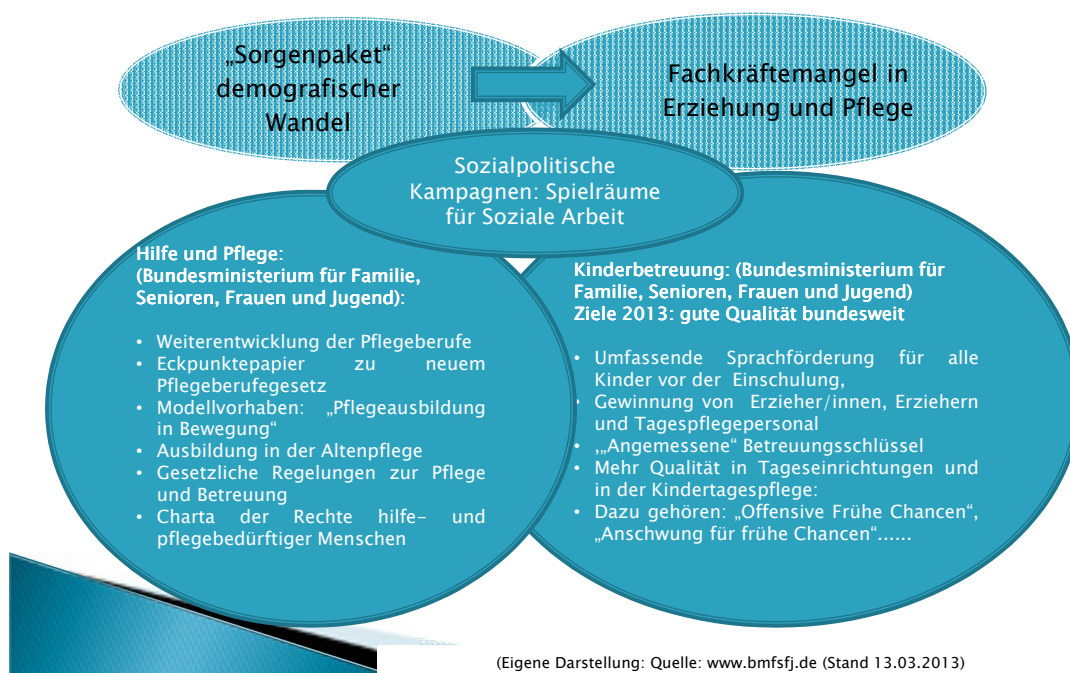 „Sorgenpaket“
demografischer
Wandel
Fachkräftemangel in
Erziehung und Pflege
Sozialpolitische
Kampagnen: Spielräume
für Soziale Arbeit
Hilfe und Pflege:
(Bundesministerium für Familie,
Senioren, Frauen und Jugend):
• Weiterentwicklung der Pflegeberufe
• Eckpunktepapier zu neuem
Pflegeberufegesetz
• Modellvorhaben: „Pflegeausbildung
in Bewegung“
• Ausbildung in der Altenpflege
• Gesetzliche Regelungen zur Pflege
und Betreuung
• Charta der Rechte hilfe- und
pflegebedürftiger Menschen
Kinderbetreuung: (Bundesministerium für
Familie, Senioren, Frauen und Jugend)
Ziele 2013: gute Qualität bundesweit
• Umfassende Sprachförderung für alle
Kinder vor der Einschulung,
• Gewinnung von Erzieher/innen, Erziehern
und Tagespflegepersonal
• ,„Angemessene“ Betreuungsschlüssel
• Mehr Qualität in Tageseinrichtungen und
in der Kindertagespflege:
• Dazu gehören: „Offensive Frühe Chancen“,
„Anschwung für frühe Chancen“......
(Eigene Darstellung: Quelle: www.bmfsfj.de (Stand 13.03.2013)